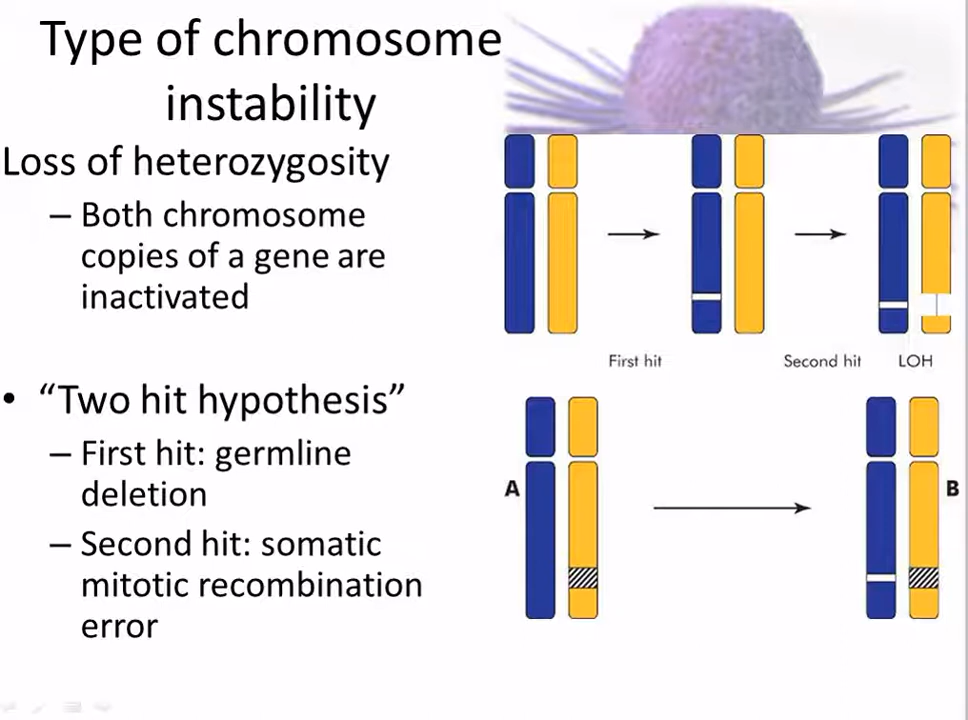 Type of chromosome
instability
Loss of heterozygosity
– Both chromosome
copies of a gene are
inactivated
• “Two hit hypothesis”
– First hit: germline
deletion
– Second hit: somatic
mitotic recombination
error
First hit
Second hit
LOH
A
B